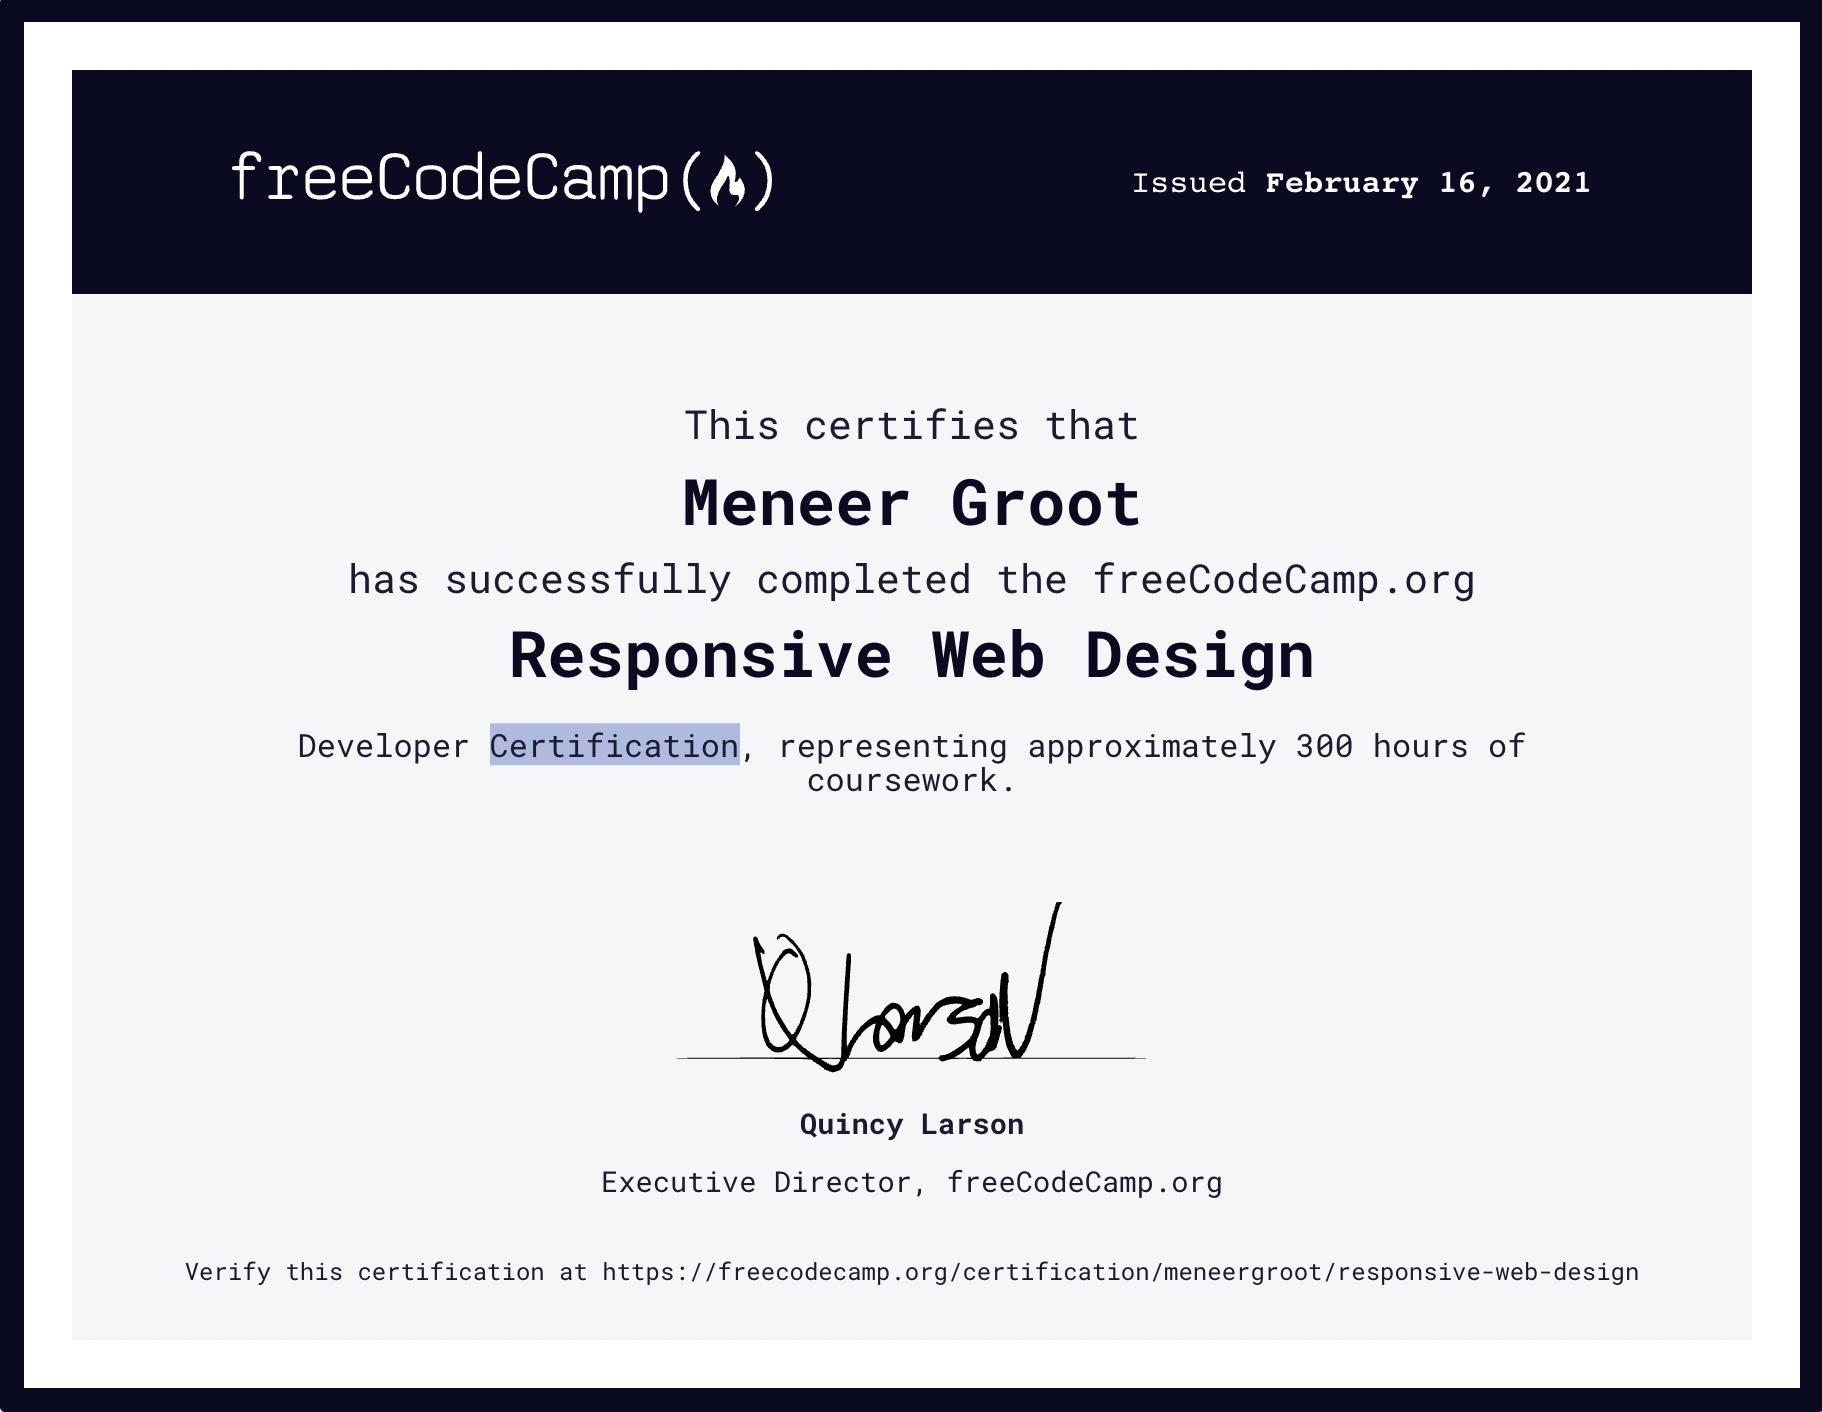 freeCodeCamp(🔥)
Issued February 16, 2021
This certifies that
Meneer Groot
has successfully completed the freeCodeCamp.org
Responsive Web Design
Developer Certification, representing approximately 300 hours of
coursework.
Q Larson
Quincy Larson
Executive Director, freeCodeCamp.org
Verify this certification at https://freecodecamp.org/certification/meneergroot/responsive-web-design